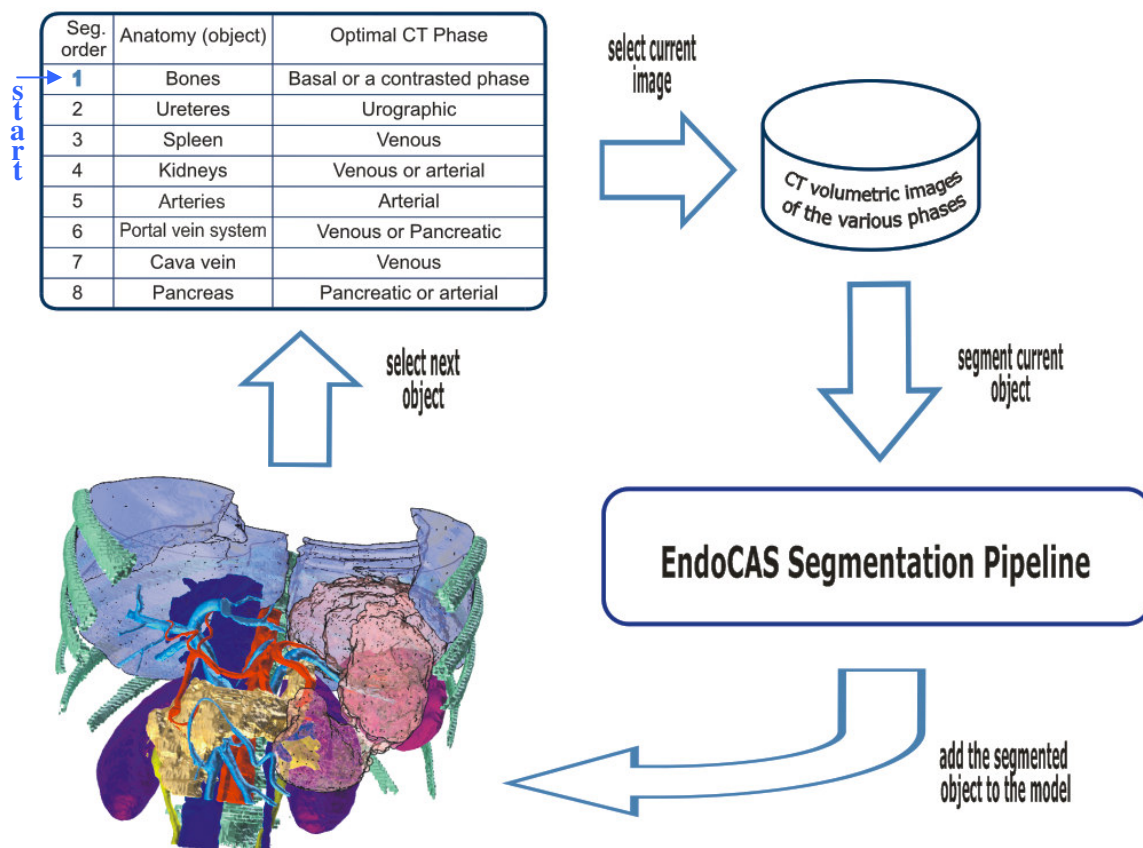 Seg. order Anatomy (object) Optimal CT Phase
1 Bones Basal or a contrasted phase
2 Ureteres Urographic
3 Spleen Venous
4 Kidneys Venous or arterial
5 Arteries Arterial
6 Portal vein system Venous or Pancreatic
7 Cava vein Venous
8 Pancreas Pancreatic or arterial
start
select current
image
CT volumetric images
of the various phases
segment current
object
EndoCAS Segmentation Pipeline
add the segmented
object to the model
select next
object